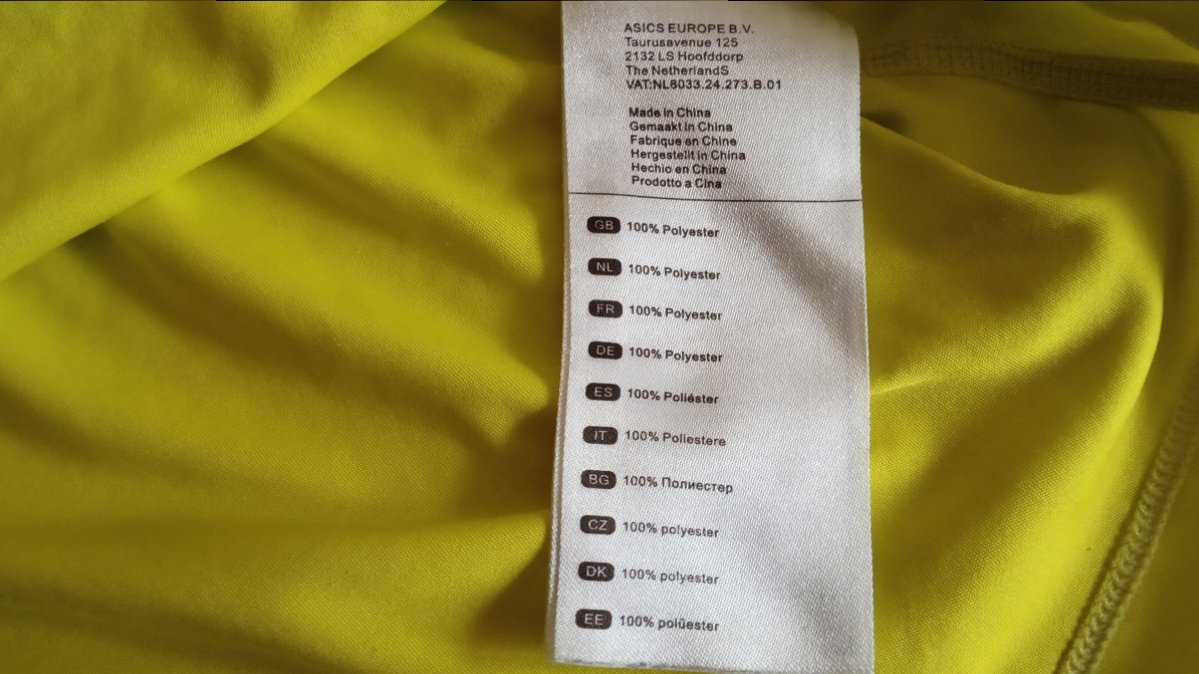 ASICS EUROPE B.V.
Taurusavenue 125
2132 LS Hoofddorp
The NetherlandS
VAT:NL8033.24.273.B.01
Made in China
Gemaakt in China
Fabrique en Chine
Hergestellt in China
Hechio en China
Prodotto a Cina
GB 100% Polyester
NL 100% Polyester
FR 100% Polyester
DE 100% Polyester
ES 100% Poliéster
IT 100% Poliestere
BG 100% Полиестер
CZ 100% polyester
DK 100% polyester
EE 100% polüester